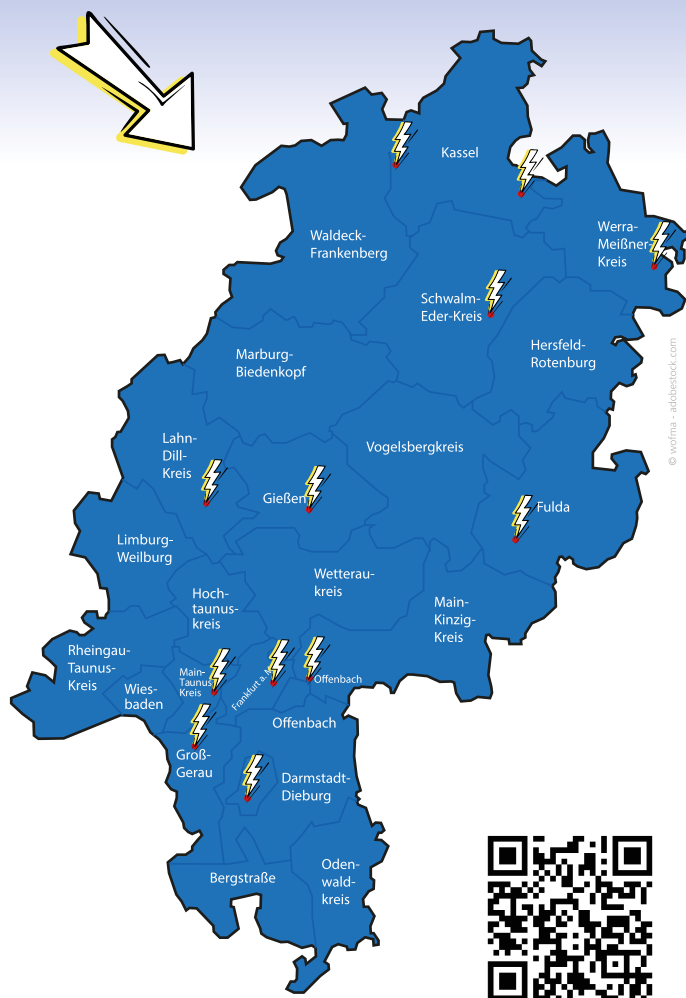 Kassel
Waldeck-
Frankenberg
Werra-
Meißner-
Kreis
Schwalm-
Eder-Kreis
Hersfeld-
Rotenburg
Marburg-
Biedenkopf
© wofma - adobestock.com
Lahn-
Dill-
Kreis
Vogelsbergkreis
Gießen
Fulda
Limburg-
Weilburg
Wetterau-
kreis
Hoch-
taunus-
kreis
Main-
Kinzig-
Kreis
Rheingau-
Taunus-
Kreis
Main-
Taunus
Kreis
Wies-
baden
Frankfurt a. M
Offenbach
Offenbach
Groß-
Gerau
Darmstadt-
Dieburg
Bergstraße
Oden-
wald-
kreis